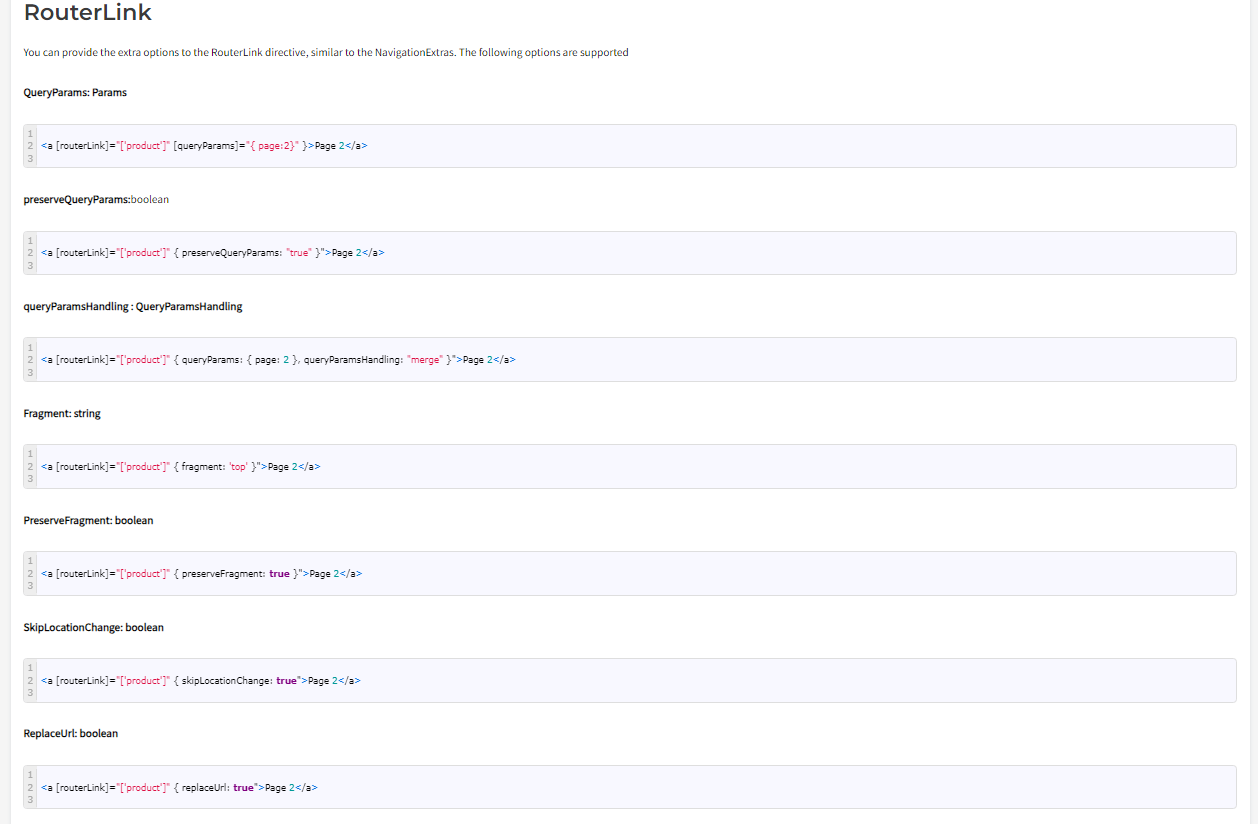 RouterLink
You can provide the extra options to the RouterLink directive, similar to the NavigationExtras. The following options are supported
QueryParams: Params
1
2 <a [routerLink]="['product']" [queryParams]="{ page:2}" }>Page 2</a>
3
preserveQueryParams:boolean
1
2 <a [routerLink]="['product']" { preserveQueryParams: "true" }">Page 2</a>
3
queryParamsHandling : QueryParamsHandling
1
2 <a [routerLink]="['product']" { queryParams: { page: 2 }, queryParamsHandling: "merge" }">Page 2</a>
3
Fragment: string
1
2 <a [routerLink]="['product']" { fragment: 'top' }">Page 2</a>
3
PreserveFragment: boolean
1
2 <a [routerLink]="['product']" { preserveFragment: true }">Page 2</a>
3
SkipLocationChange: boolean
1
2 <a [routerLink]="['product']" { skipLocationChange: true">Page 2</a>
3
ReplaceUrl: boolean
1
2 <a [routerLink]="['product']" { replaceUrl: true">Page 2</a>
3